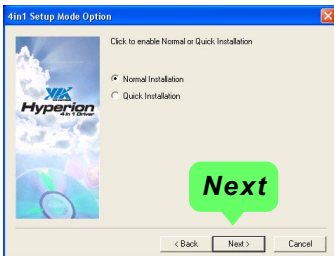 4in1 Setup Mode Option
Click to enable Normal or Quick Installation
Normal Installation
Quick Installation
VIA
Hyperion
4 in 1 Driver
Next
< Back
Next >
Cancel